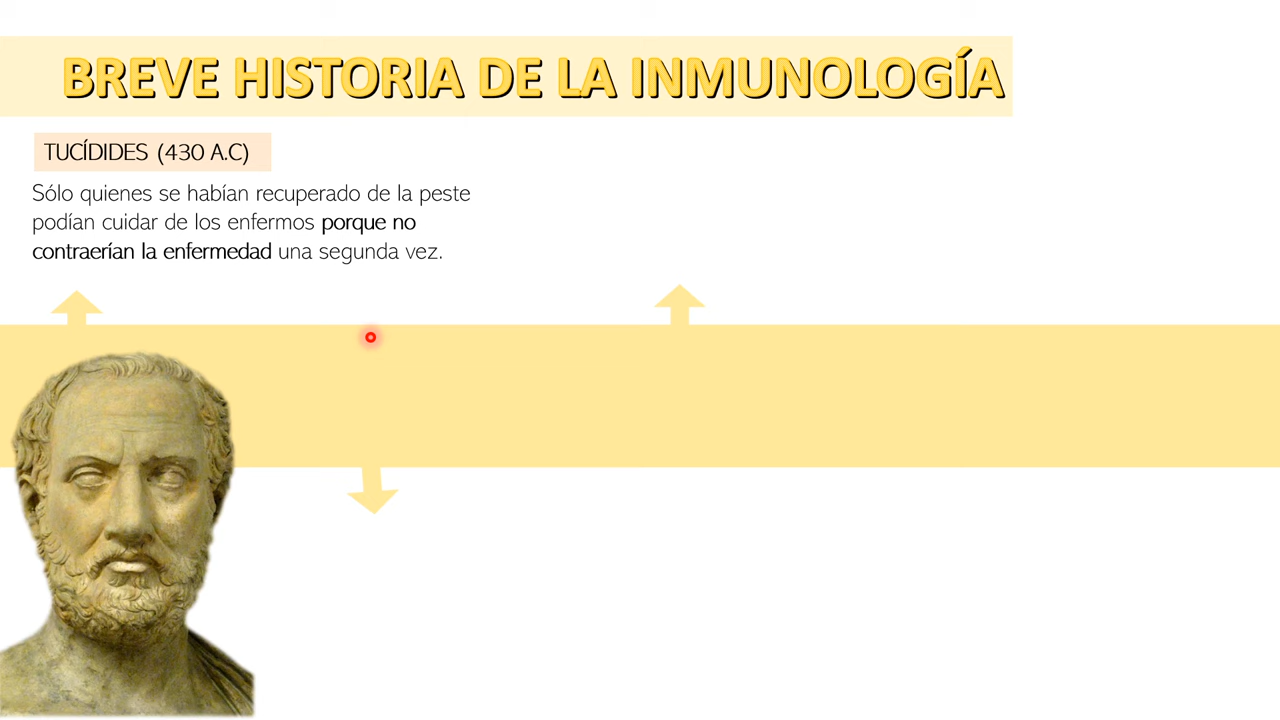 BREVE HISTORIA DE LA INMUNOLOGÍA
TUCÍDIDES (430 A.C)
Sólo quienes se habían recuperado de la peste
podían cuidar de los enfermos porque no
contraerían la enfermedad una segunda vez.